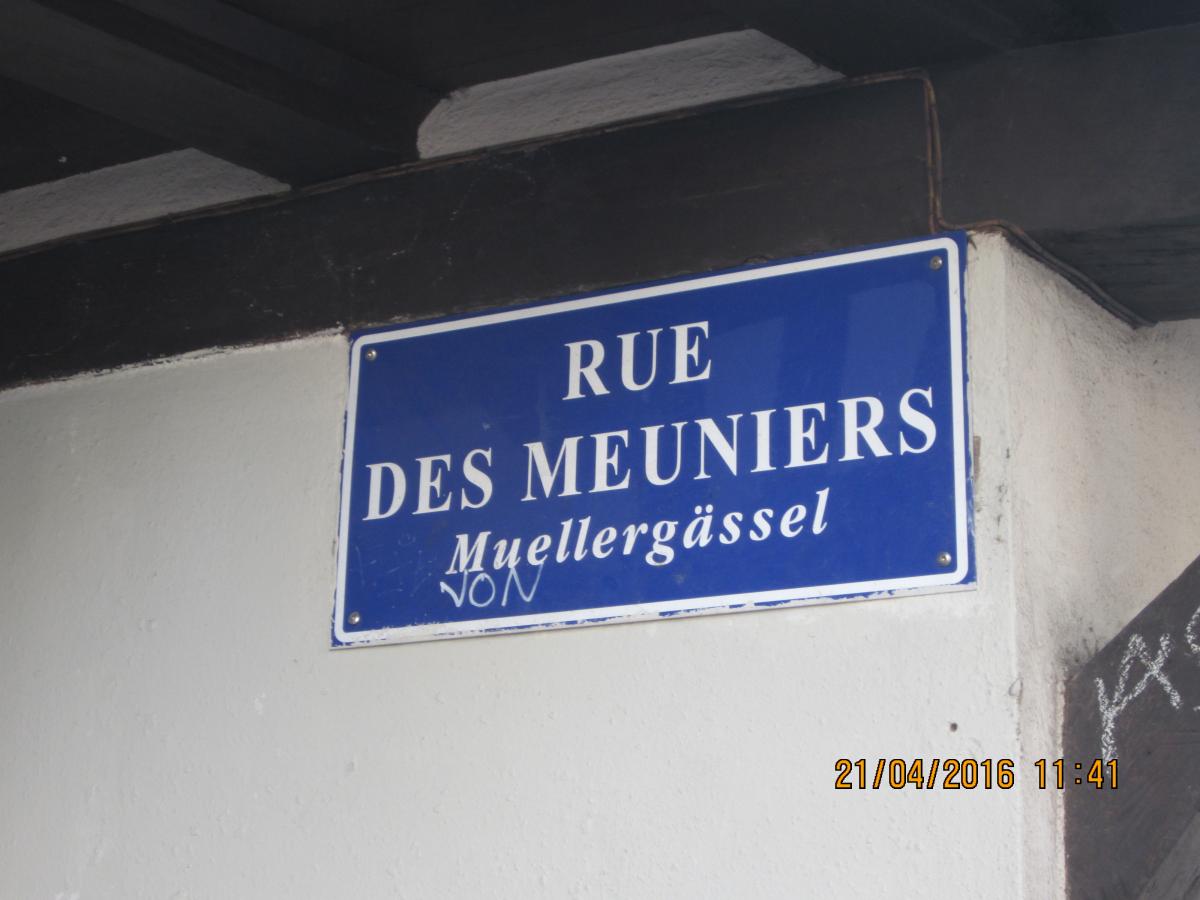 RUE
DES MEUNIERS
Muellergässel
VON
21/04/2016 11:41